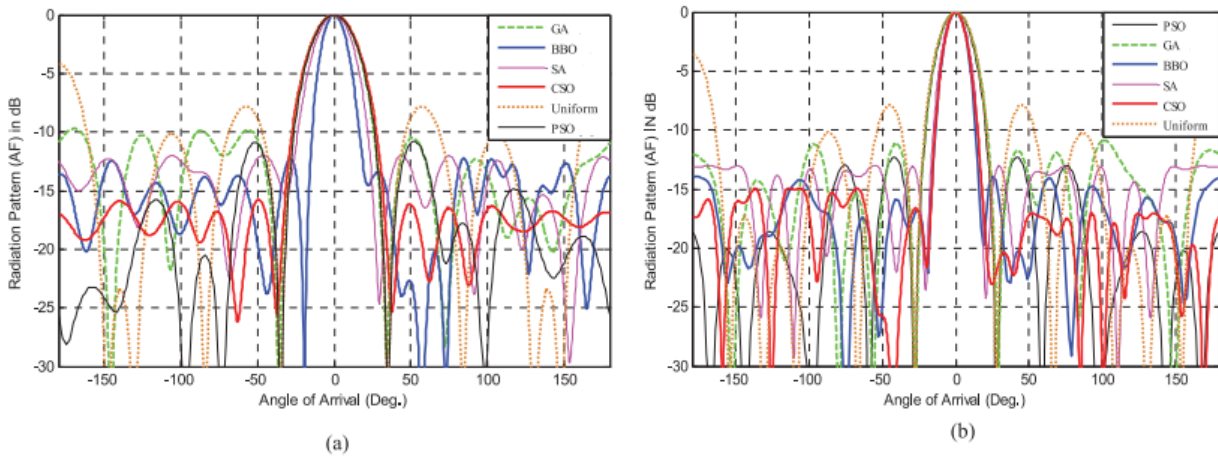 0
-5
-10
-15
-20
-25
-30
Radiation Pattern (AF) in dB
-150
-100
-50
0
50
100
150
Angle of Arrival (Deg.)
GA
BBO
SA
CSO
Uniform
PSO
(a)
0
-5
-10
-15
-20
-25
-30
Radiation Pattern (AF) IN dB
-150
-100
-50
0
50
100
150
Angle of Arrival (Deg.)
PSO
GA
BBO
SA
CSO
Uniform
(b)